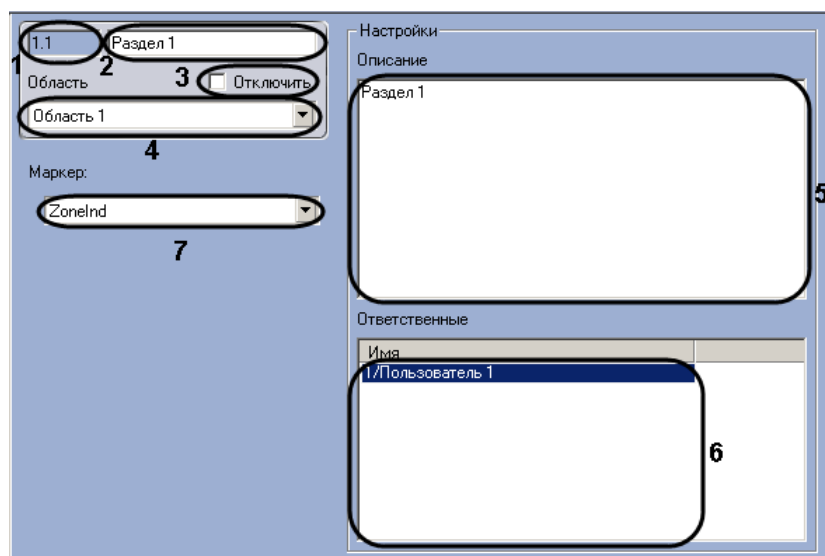 1.1
Раздел 1
1
2
Область
3
Отключить
Область 1
4
Маркер:
ZoneInd
7
Настройки
Описание
Раздел 1
5
Ответственные
Имя
1/Пользователь 1
6